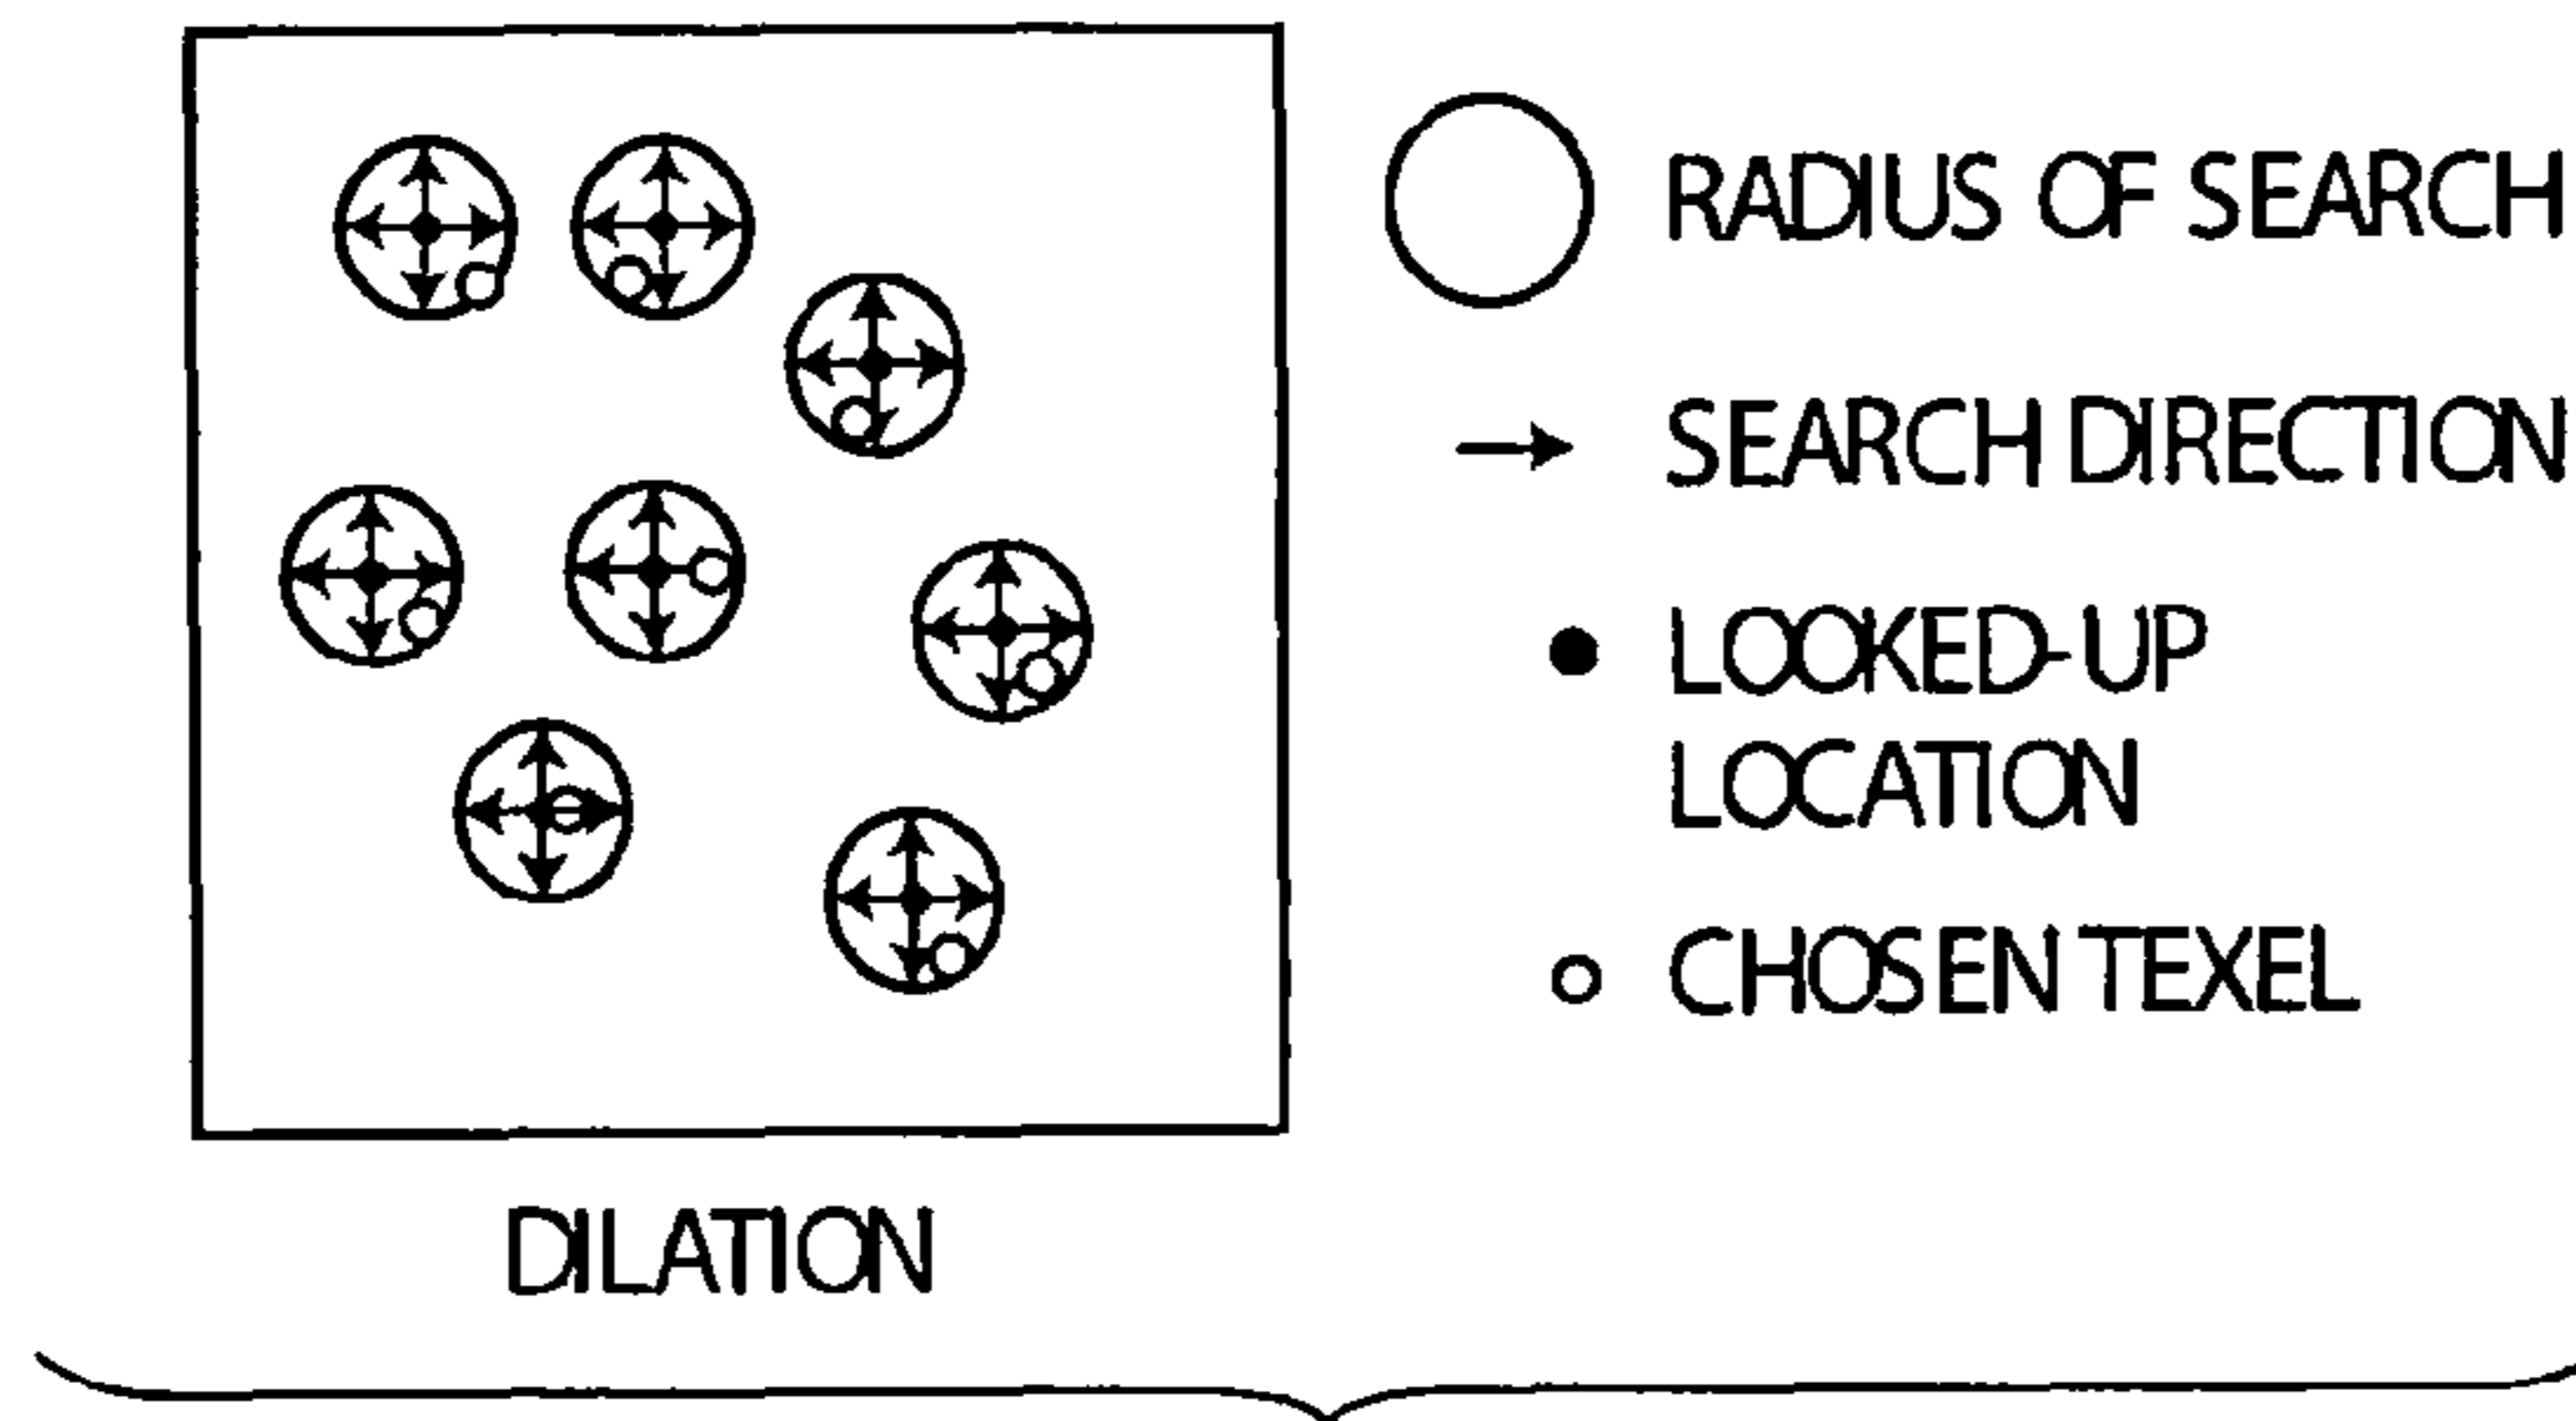 RADIUS OF SEARCH
SEARCH DIRECTION
LOOKED-UP
LOCATION
CHOSEN TEXEL
DILATION